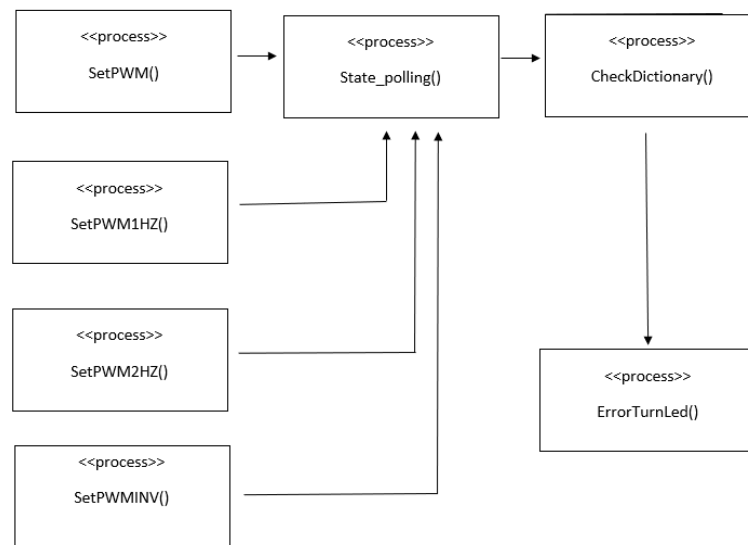 <<process>>
SetPWM()
<<process>>
State_polling()
<<process>>
CheckDictionary()
<<process>>
SetPWM1HZ()
<<process>>
SetPWM2HZ()
<<process>>
ErrorTurnLed()
<<process>>
SetPWMINV()